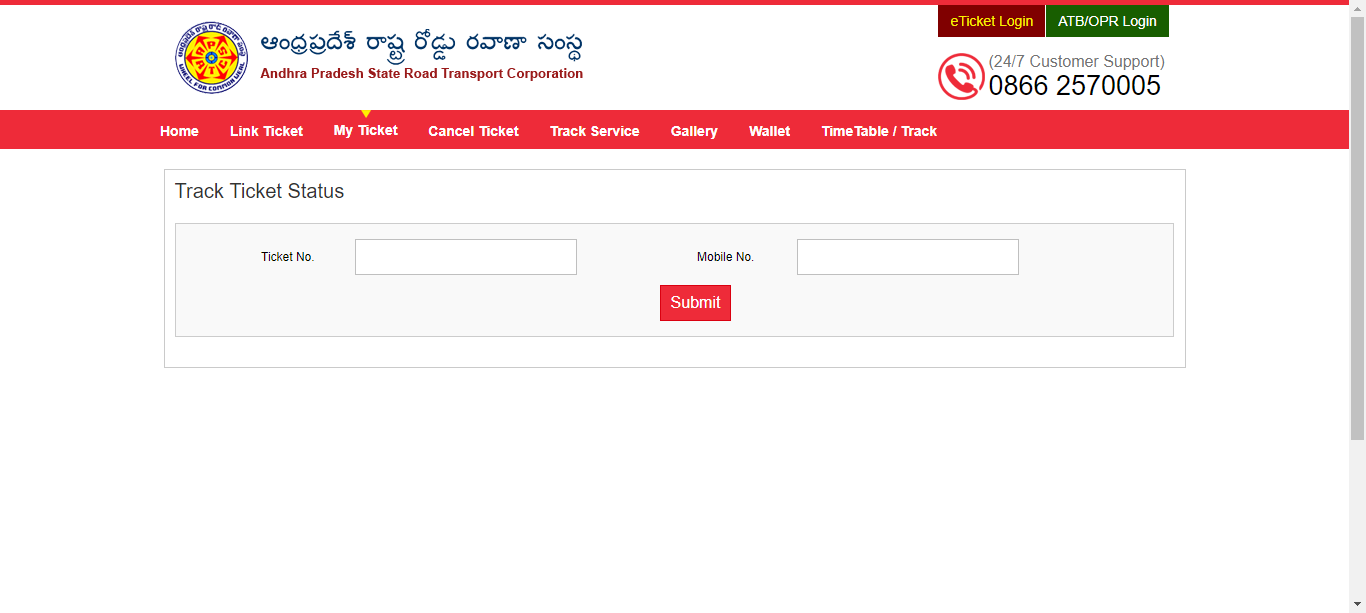 eTicket Login ATB/OPR Login
ఆంధ్రప్రదేశ్ రాష్ట్ర రోడ్డు రవాణా సంస్థ
Andhra Pradesh State Road Transport Corporation
(24/7 Customer Support)
0866 2570005
Home Link Ticket My Ticket Cancel Ticket Track Service Gallery Wallet TimeTable / Track
Track Ticket Status
Ticket No. Mobile No.
Submit